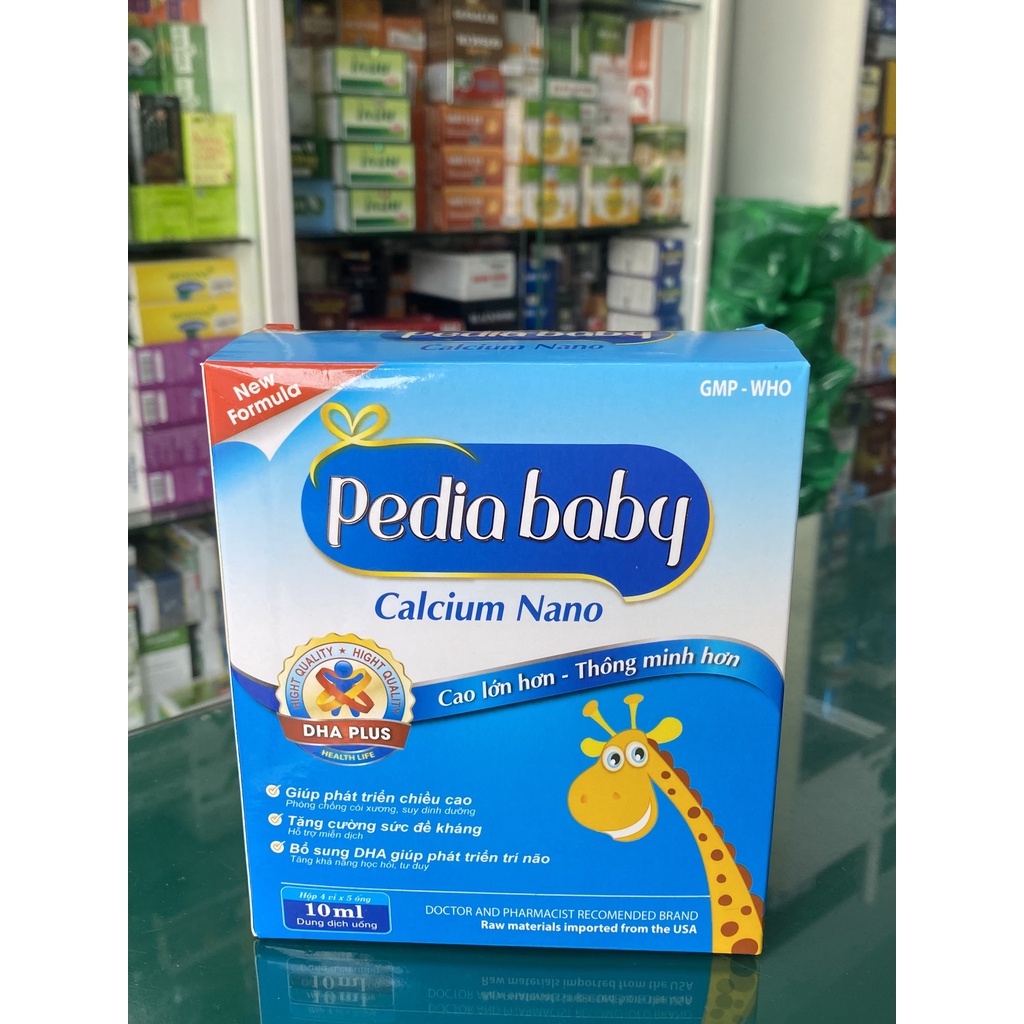 Pedia baby
Calcium Nano
New
Formula
GMP - WHO
Pedia baby
Calcium Nano
HIGHT QUALITY ★ HIGHT QUALITY
DHA PLUS
HEALTH LIFE
Cao lớn hơn - Thông minh hơn
Giúp phát triển chiều cao
Phòng chống còi xương, suy dinh dưỡng
Tăng cường sức đề kháng
Hỗ trợ miễn dịch
Bổ sung DHA giúp phát triển trí não
Tăng khả năng học hỏi, tư duy
Hộp 4 vỉ x 5 ống
10ml
Dung dịch uống
DOCTOR AND PHARMACIST RECOMENDED BRAND
Raw materials imported from the USA